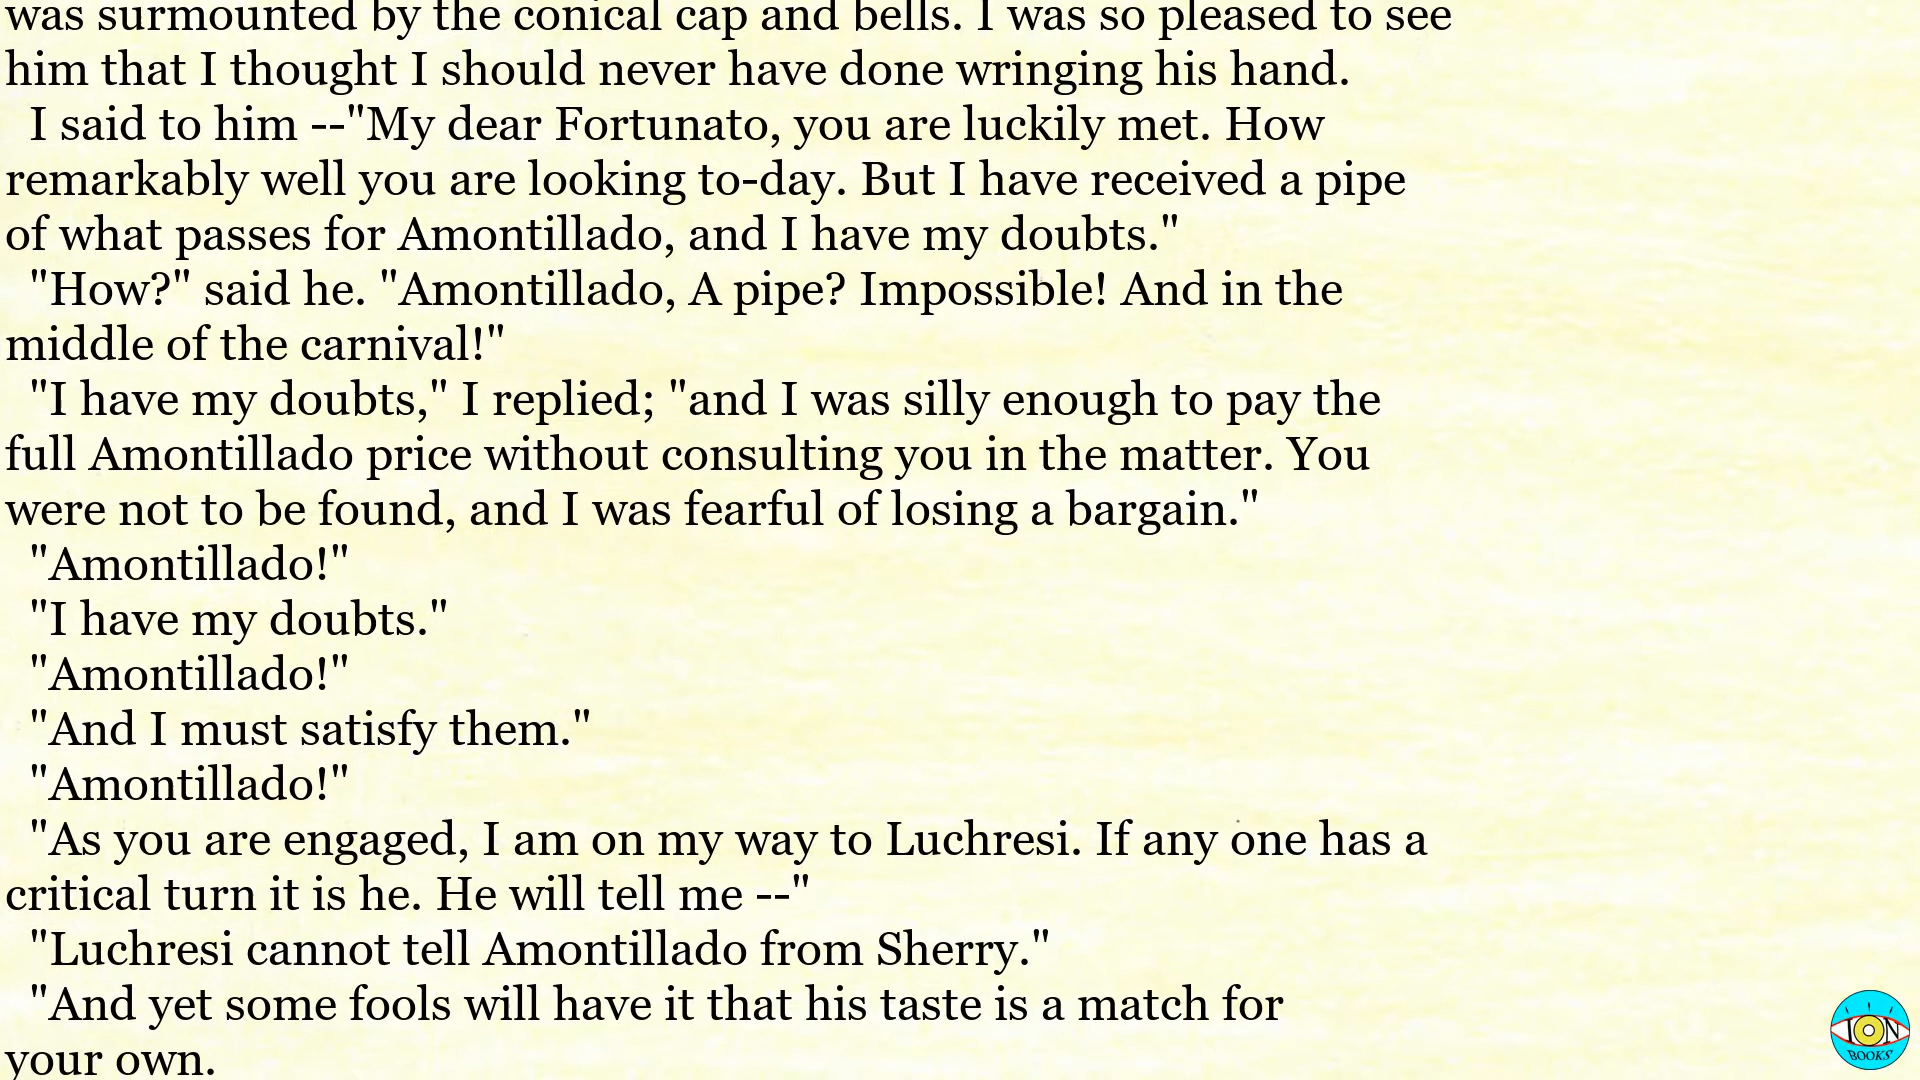 was surmounted by the conical cap and bells. I was so pleased to see
him that I thought I should never have done wringing his hand.
I said to him --"My dear Fortunato, you are luckily met. How
remarkably well you are looking to-day. But I have received a pipe
of what passes for Amontillado, and I have my doubts."
"How?" said he. "Amontillado, A pipe? Impossible! And in the
middle of the carnival!"
"I have my doubts," I replied; "and I was silly enough to pay the
full Amontillado price without consulting you in the matter. You
were not to be found, and I was fearful of losing a bargain."
"Amontillado!"
"I have my doubts."
"Amontillado!"
"And I must satisfy them."
"Amontillado!"
"As you are engaged, I am on my way to Luchresi. If any one has a
critical turn it is he. He will tell me --"
"Luchresi cannot tell Amontillado from Sherry."
"And yet some fools will have it that his taste is a match for
your own.
ION
BOOKS